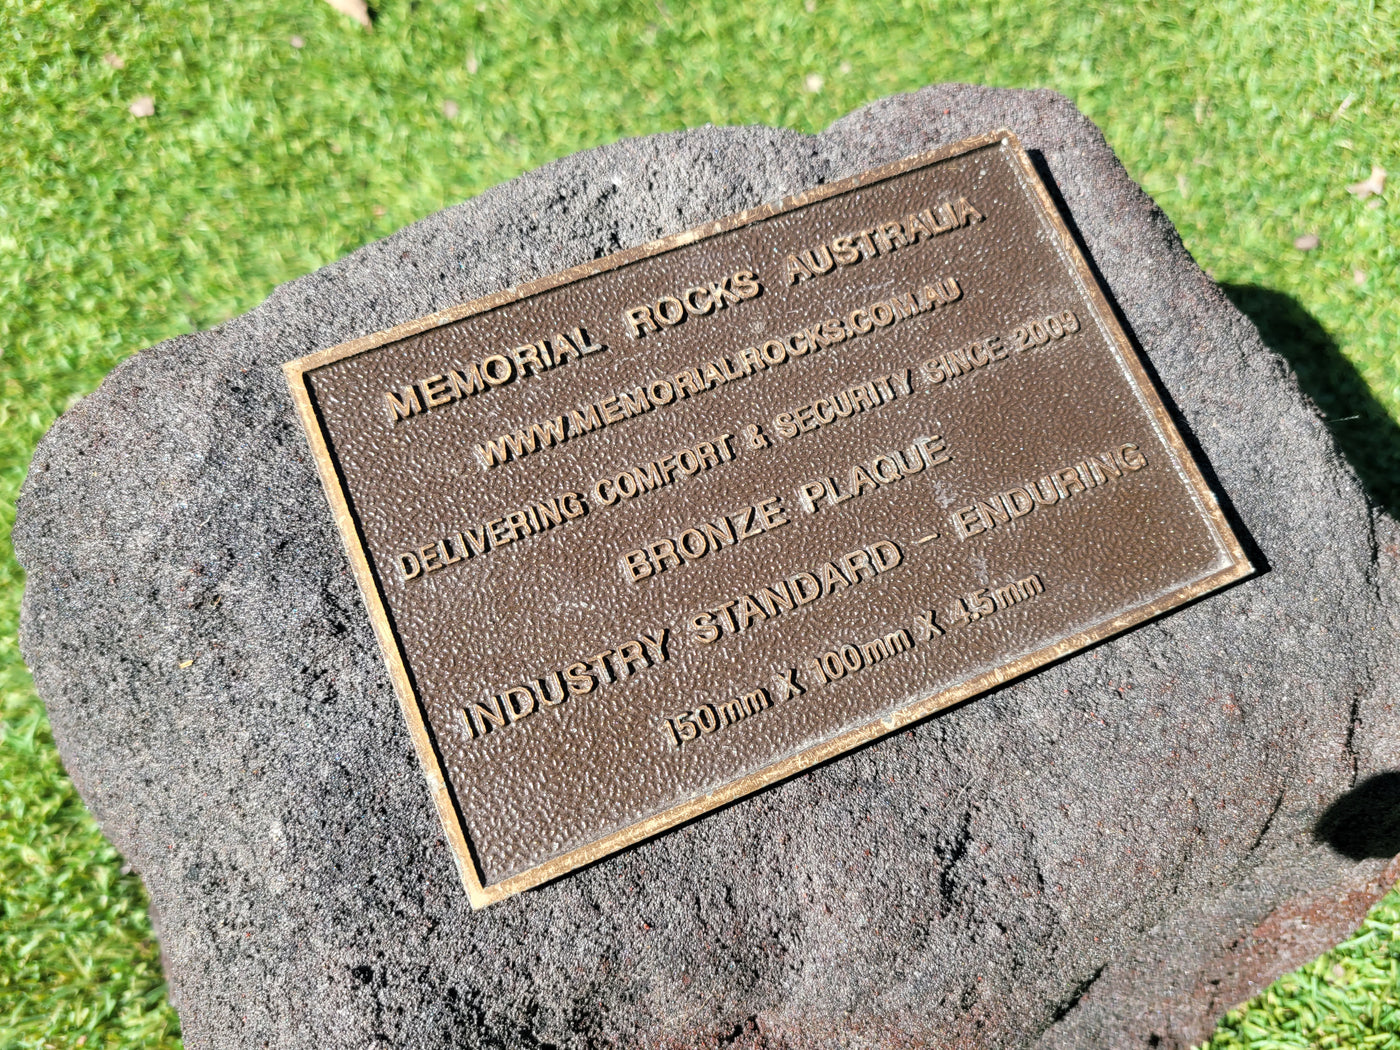 MEMORIAL ROCKS AUSTRALIA
WWW.MEMORIALROCKS.COM.AU
DELIVERING COMFORT & SECURITY SINCE 2009
BRONZE PLAQUE
INDUSTRY STANDARD - ENDURING
150mm X 100mm X 4.5mm